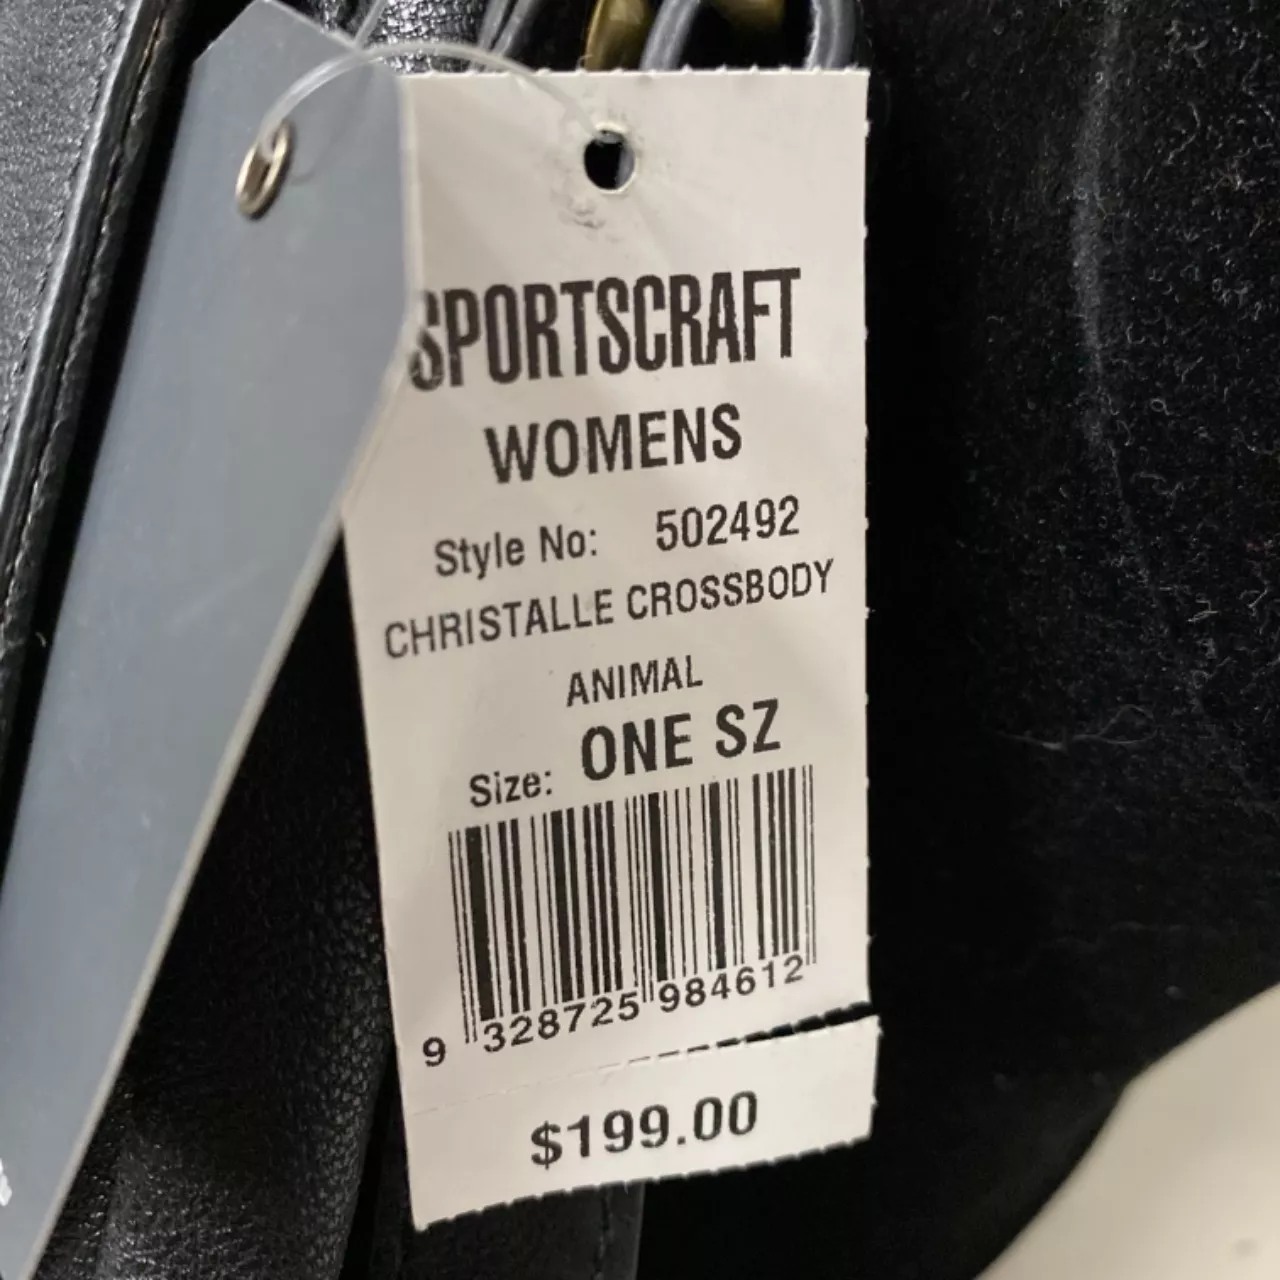 SPORTSCRAFT
WOMENS
Style No: 502492
CHRISTALLE CROSSBODY
ANIMAL
Size: ONE SZ
9 328725 984612
$199.00